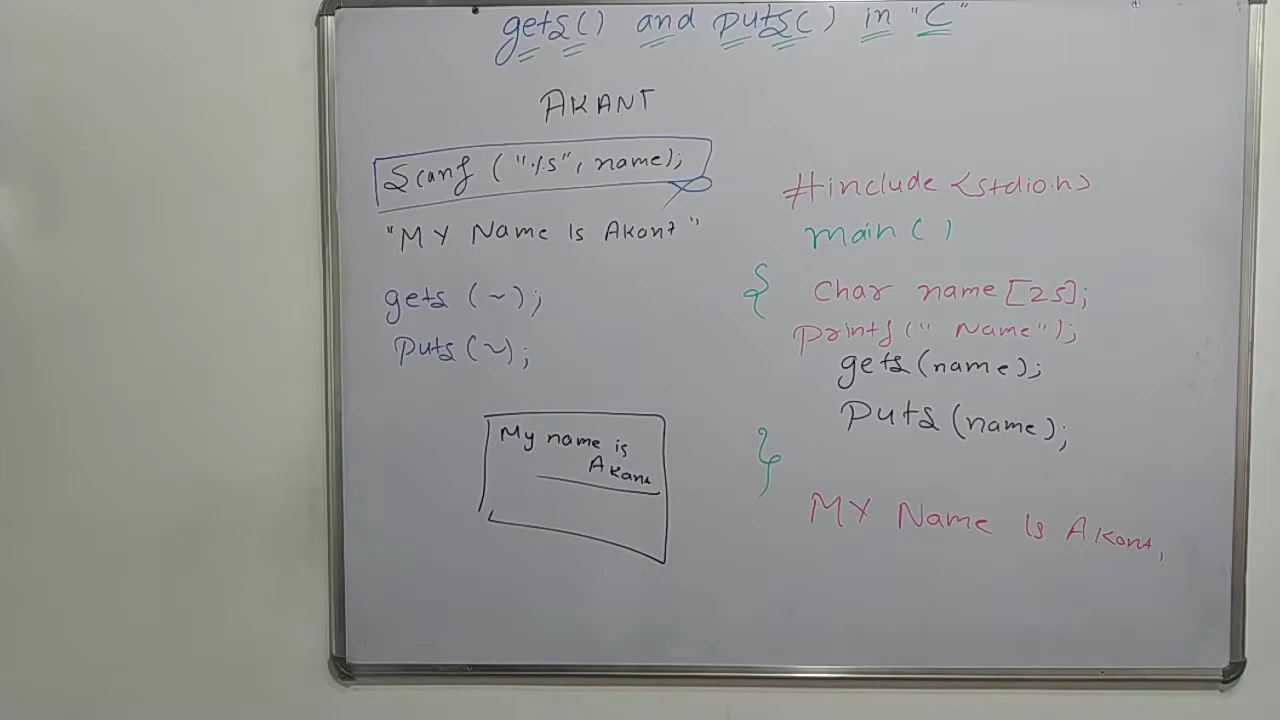 gets() and puts() in "C"
AKANT
Scanf ("%s", name);
"MY Name Is Akant"
gets (~);
Puts (~);
My name is
Akant
#include <stdio.h>
main ( )
{
Char name [25];
printf (" Name");
gets (name);
Puts (name);
}
MY Name Is Akant,